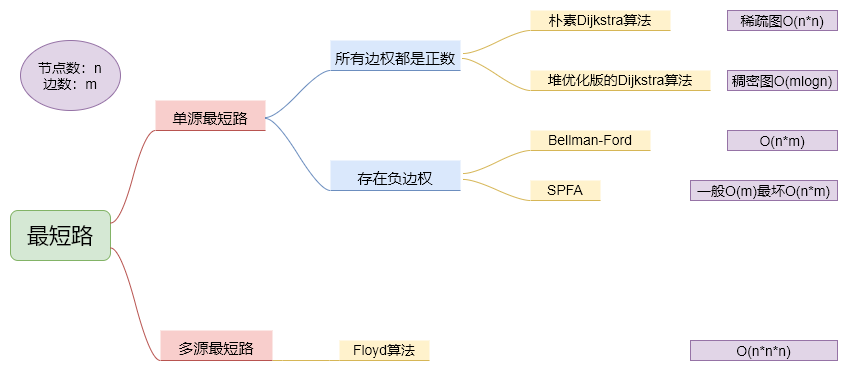 节点数：n
边数：m
最短路
单源最短路
所有边权都是正数
朴素Dijkstra算法
稀疏图O(n*n)
堆优化版的Dijkstra算法
稠密图O(mlogn)
存在负边权
Bellman-Ford
O(n*m)
SPFA
一般O(m)最坏O(n*m)
多源最短路
Floyd算法
O(n*n*n)